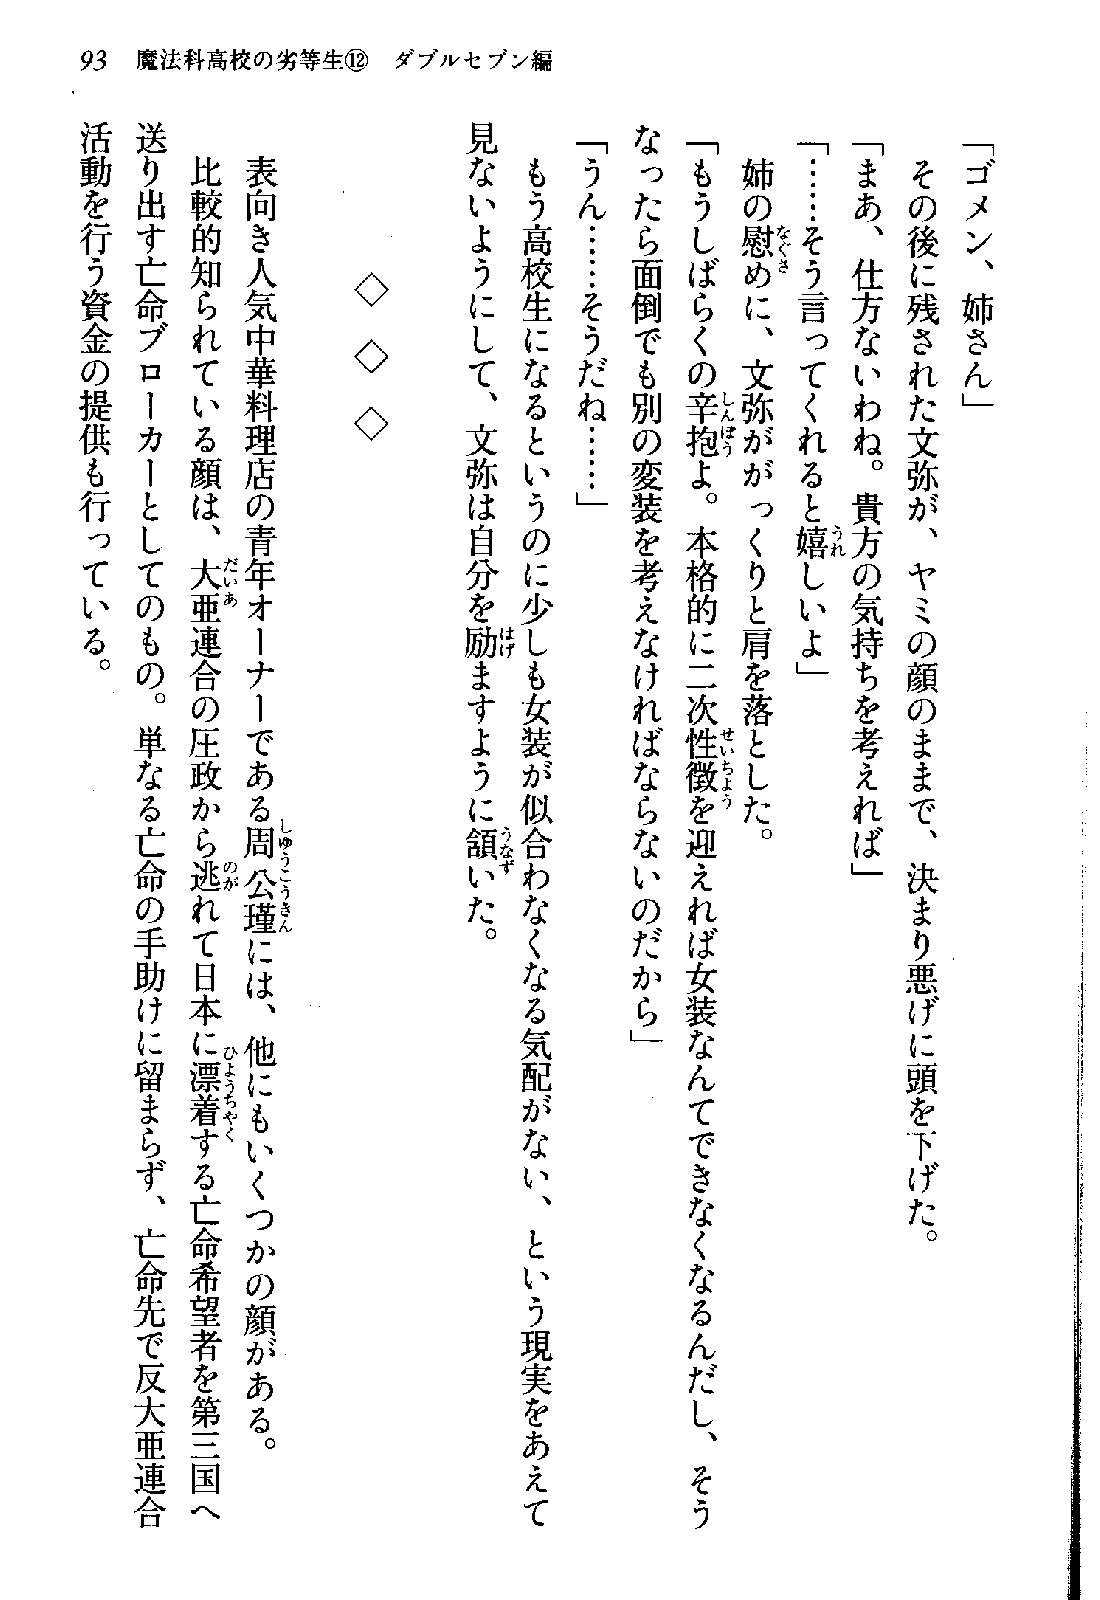 93　魔法科高校の劣等生⑫　ダブルセブン編
「ゴメン、姉さん」
　その後に残された文弥が、ヤミの顔のままで、決まり悪げに頭を下げた。
「まあ、仕方ないわね。貴方の気持ちを考えれば」
「……そう言ってくれると嬉しいよ」
　姉の慰めに、文弥ががっくりと肩を落とした。
「もうしばらくの辛抱よ。本格的に二次性徴を迎えれば女装なんてできなくなるんだし、そう
なったら面倒でも別の変装を考えなければならないのだから」
「うん……そうだね……」
　もう高校生になるというのに少しも女装が似合わなくなる気配がない、という現実をあえて
見ないようにして、文弥は自分を励ますように頷いた。
◇　◇　◇
　表向き人気中華料理店の青年オーナーである周公瑾には、他にもいくつかの顔がある。
　比較的知られている顔は、大亜連合の圧政から逃れて日本に漂着する亡命希望者を第三国へ
送り出す亡命ブローカーとしてのもの。単なる亡命の手助けに留まらず、亡命先で反大亜連合
活動を行う資金の提供も行っている。